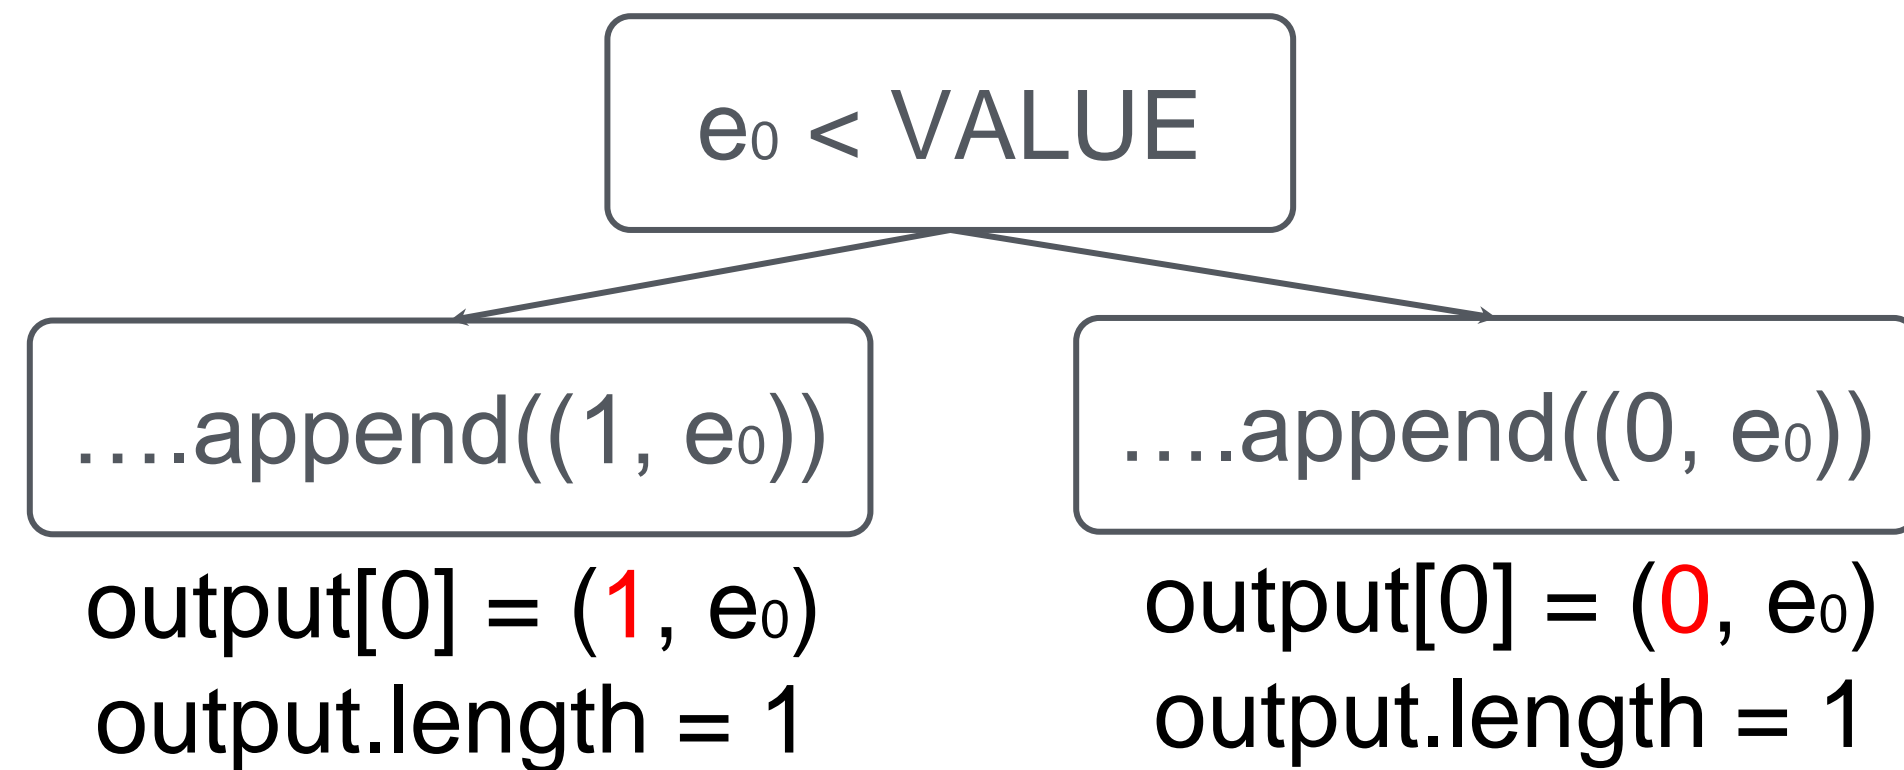 e₀ < VALUE
....append((1, e₀))
....append((0, e₀))
output[0] = (1, e₀)
output.length = 1
output[0] = (0, e₀)
output.length = 1